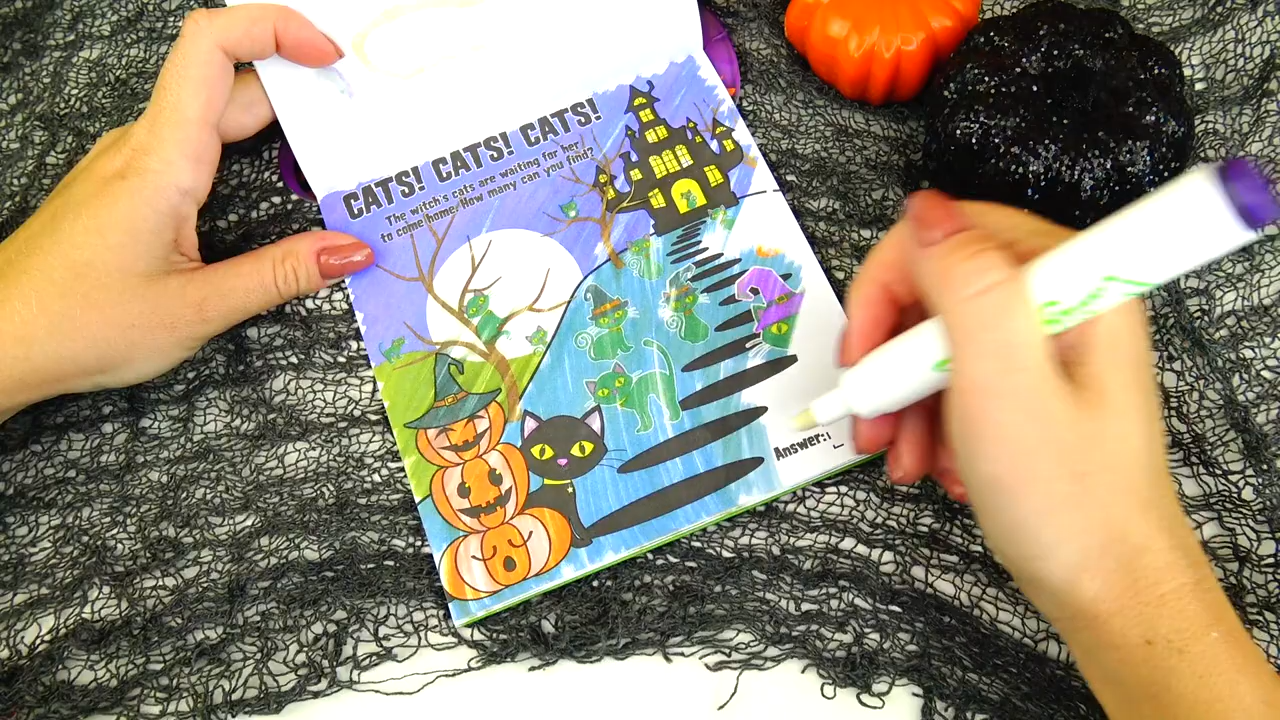 CATS! CATS! CATS!
The witch's cats are waiting for her
to come home. How many can you find?
Answer: